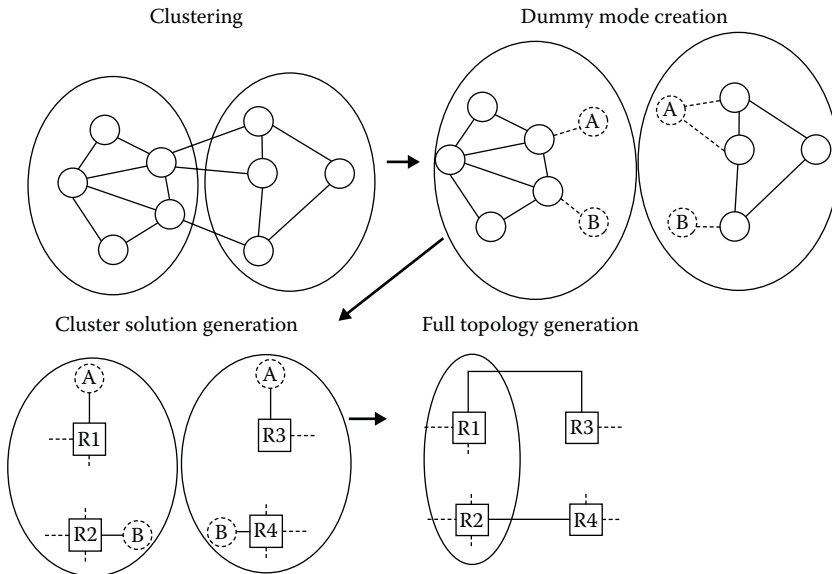 Clustering
Dummy mode creation
A
B
A
B
Cluster solution generation
Full topology generation
A
R1
R2
B
A
R3
B
R4
R1
R3
R2
R4